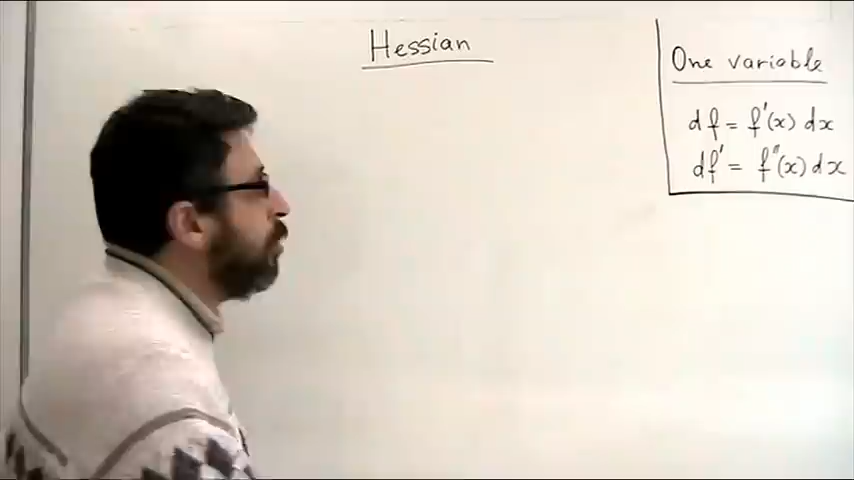 Hessian
One variable
df = f'(x) dx
df' = f''(x) dx